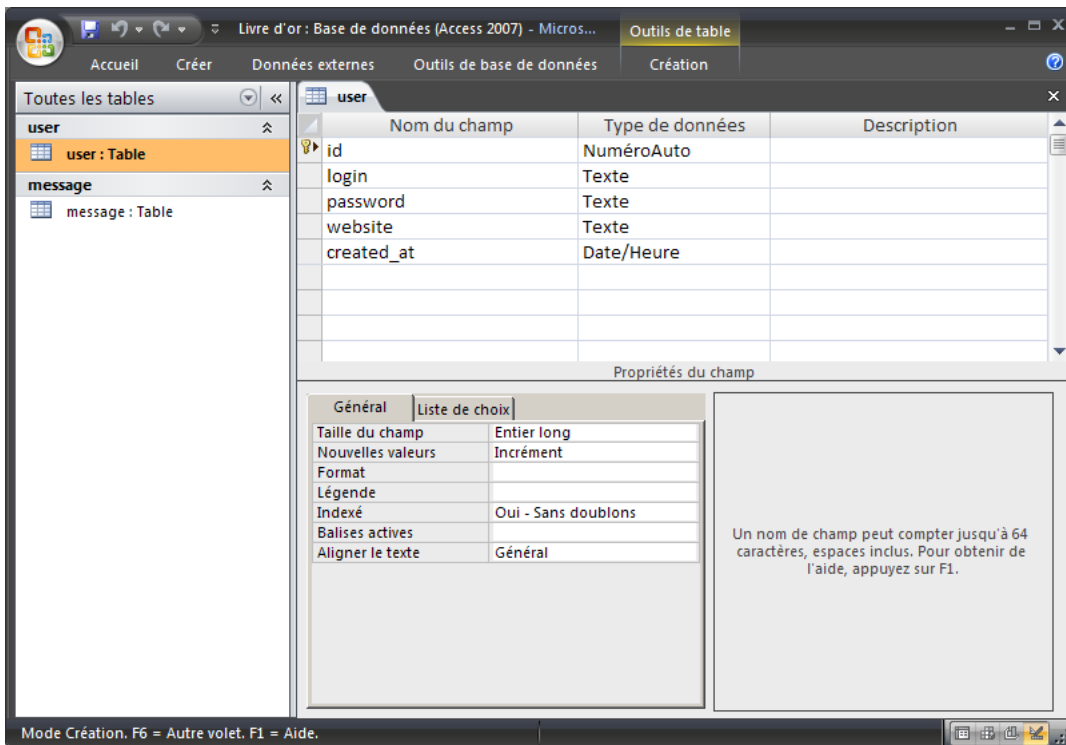 Livre d'or : Base de données (Access 2007) - Micros...
Outils de table
Accueil Créer Données externes Outils de base de données Création
Toutes les tables
user
user : Table
message
message : Table
user
Nom du champ Type de données Description
id NuméroAuto
login Texte
password Texte
website Texte
created_at Date/Heure
Propriétés du champ
Général Liste de choix
Taille du champ Entier long
Nouvelles valeurs Incrément
Format
Légende
Indexé Oui - Sans doublons
Balises actives
Aligner le texte Général
Un nom de champ peut compter jusqu'à 64
caractères, espaces inclus. Pour obtenir de
l'aide, appuyez sur F1.
Mode Création. F6 = Autre volet. F1 = Aide.